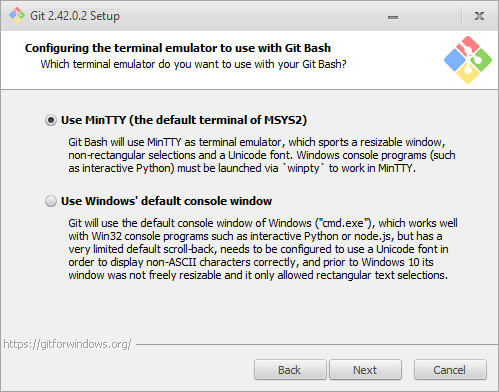 Git 2.42.0.2 Setup
Configuring the terminal emulator to use with Git Bash
Which terminal emulator do you want to use with your Git Bash?
Use MinTTY (the default terminal of MSYS2)
Git Bash will use MinTTY as terminal emulator, which sports a resizable window,
non-rectangular selections and a Unicode font. Windows console programs (such
as interactive Python) must be launched via `winpty` to work in MinTTY.
Use Windows' default console window
Git will use the default console window of Windows ("cmd.exe"), which works well
with Win32 console programs such as interactive Python or node.js, but has a
very limited default scroll-back, needs to be configured to use a Unicode font in
order to display non-ASCII characters correctly, and prior to Windows 10 its
window was not freely resizable and it only allowed rectangular text selections.
https://gitforwindows.org/
Back
Next
Cancel